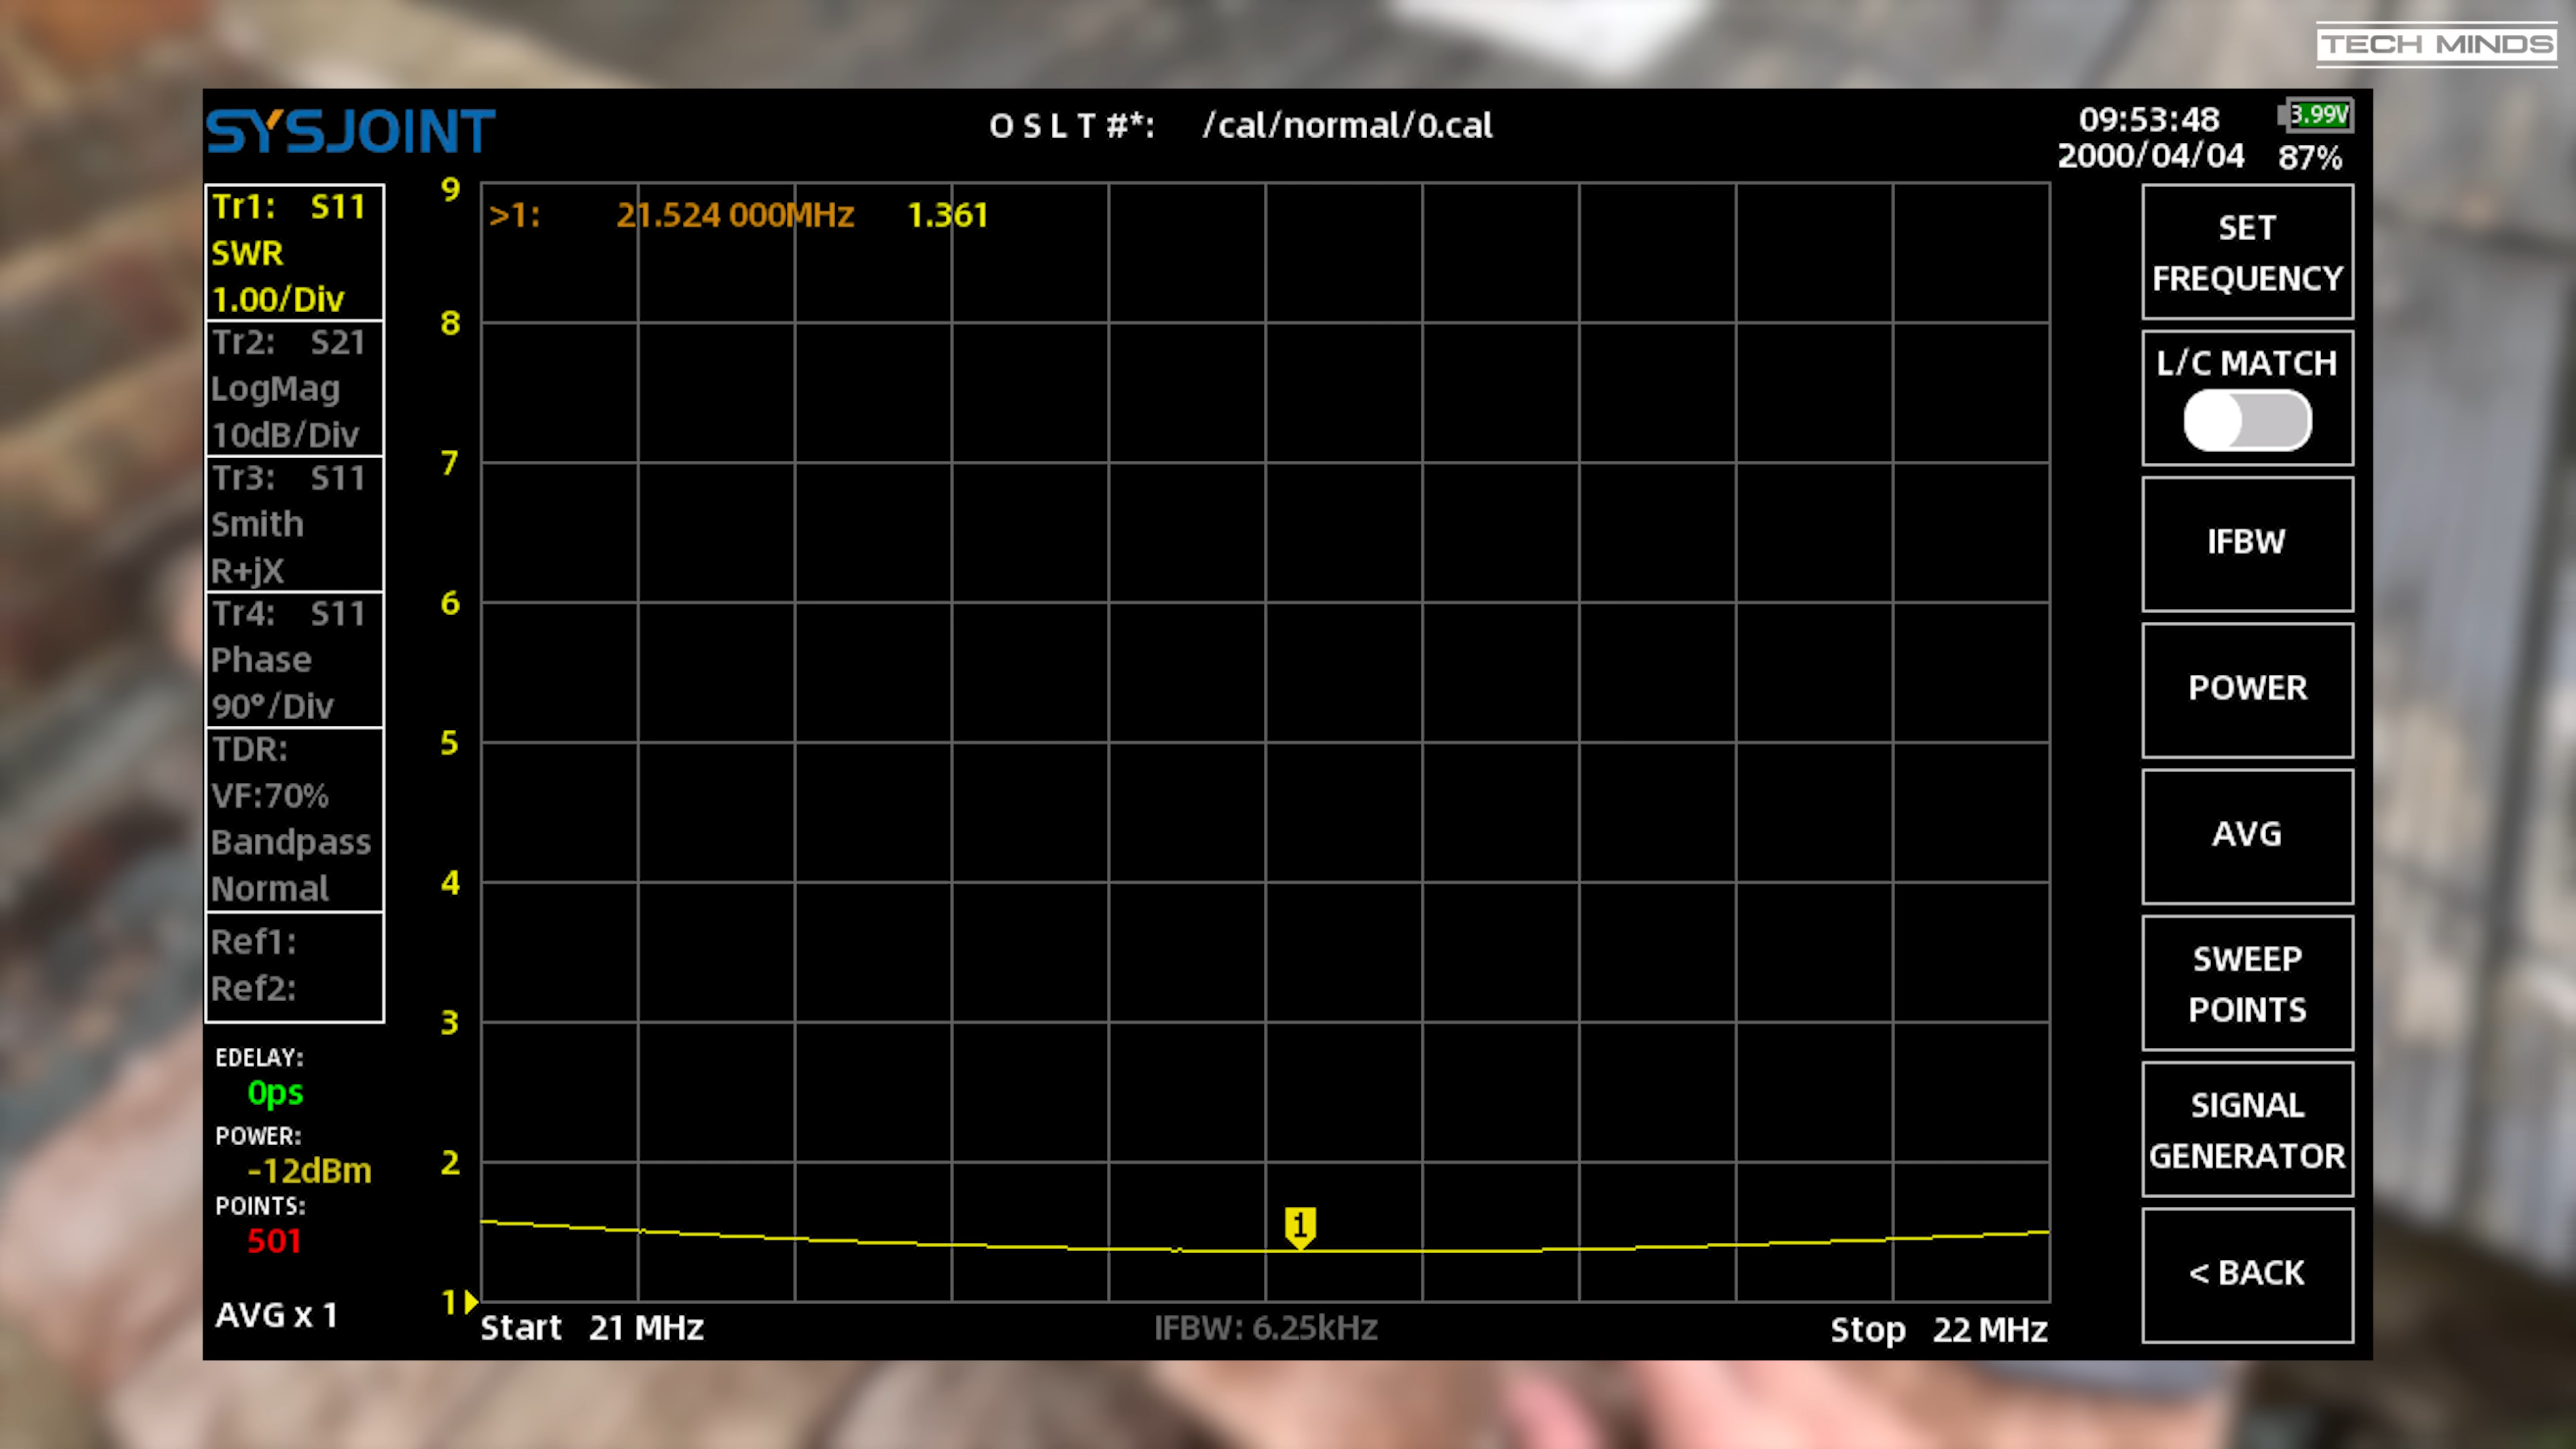 TECH MINDS
SYSJOINT
O S L T #*: /cal/normal/0.cal
09:53:48
3.99V
2000/04/04 87%
Tr1: S11
SWR
1.00/Div
Tr2: S21
LogMag
10dB/Div
Tr3: S11
Smith
R+jX
Tr4: S11
Phase
90°/Div
TDR:
VF:70%
Bandpass
Normal
Ref1:
Ref2:
EDELAY:
0ps
POWER:
-12dBm
POINTS:
501
AVG x 1
9
8
7
6
5
4
3
2
1
>1: 21.524 000MHz 1.361
1
Start 21 MHz
IFBW: 6.25kHz
Stop 22 MHz
SET
FREQUENCY
L/C MATCH
IFBW
POWER
AVG
SWEEP
POINTS
SIGNAL
GENERATOR
< BACK